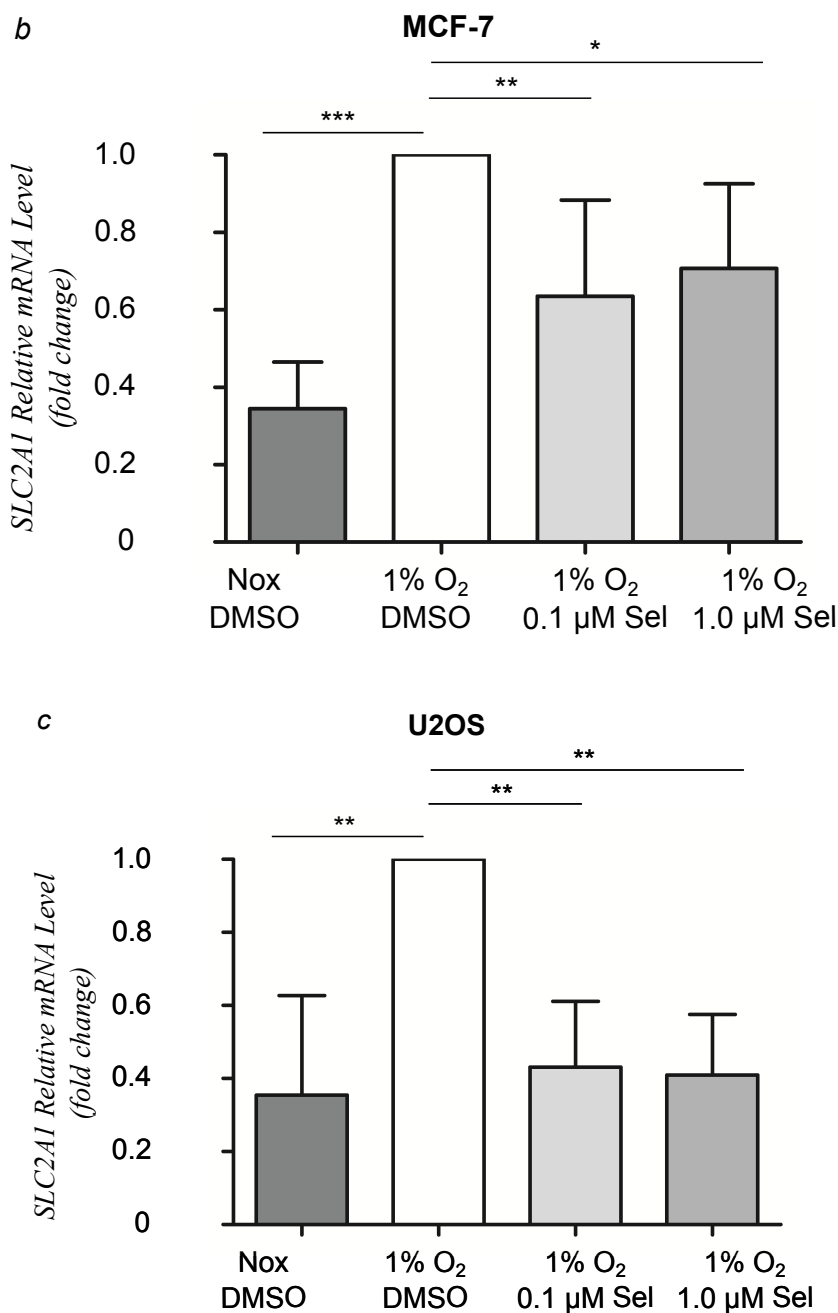 b
MCF-7
*
**
***
SLC2A1 Relative mRNA Level
(fold change)
1.0
0.8
0.6
0.4
0.2
0
Nox 1% O₂ 1% O₂ 1% O₂
DMSO DMSO 0.1 µM Sel 1.0 µM Sel
c
U2OS
**
**
**
SLC2A1 Relative mRNA Level
(fold change)
1.0
0.8
0.6
0.4
0.2
0
Nox 1% O₂ 1% O₂ 1% O₂
DMSO DMSO 0.1 µM Sel 1.0 µM Sel